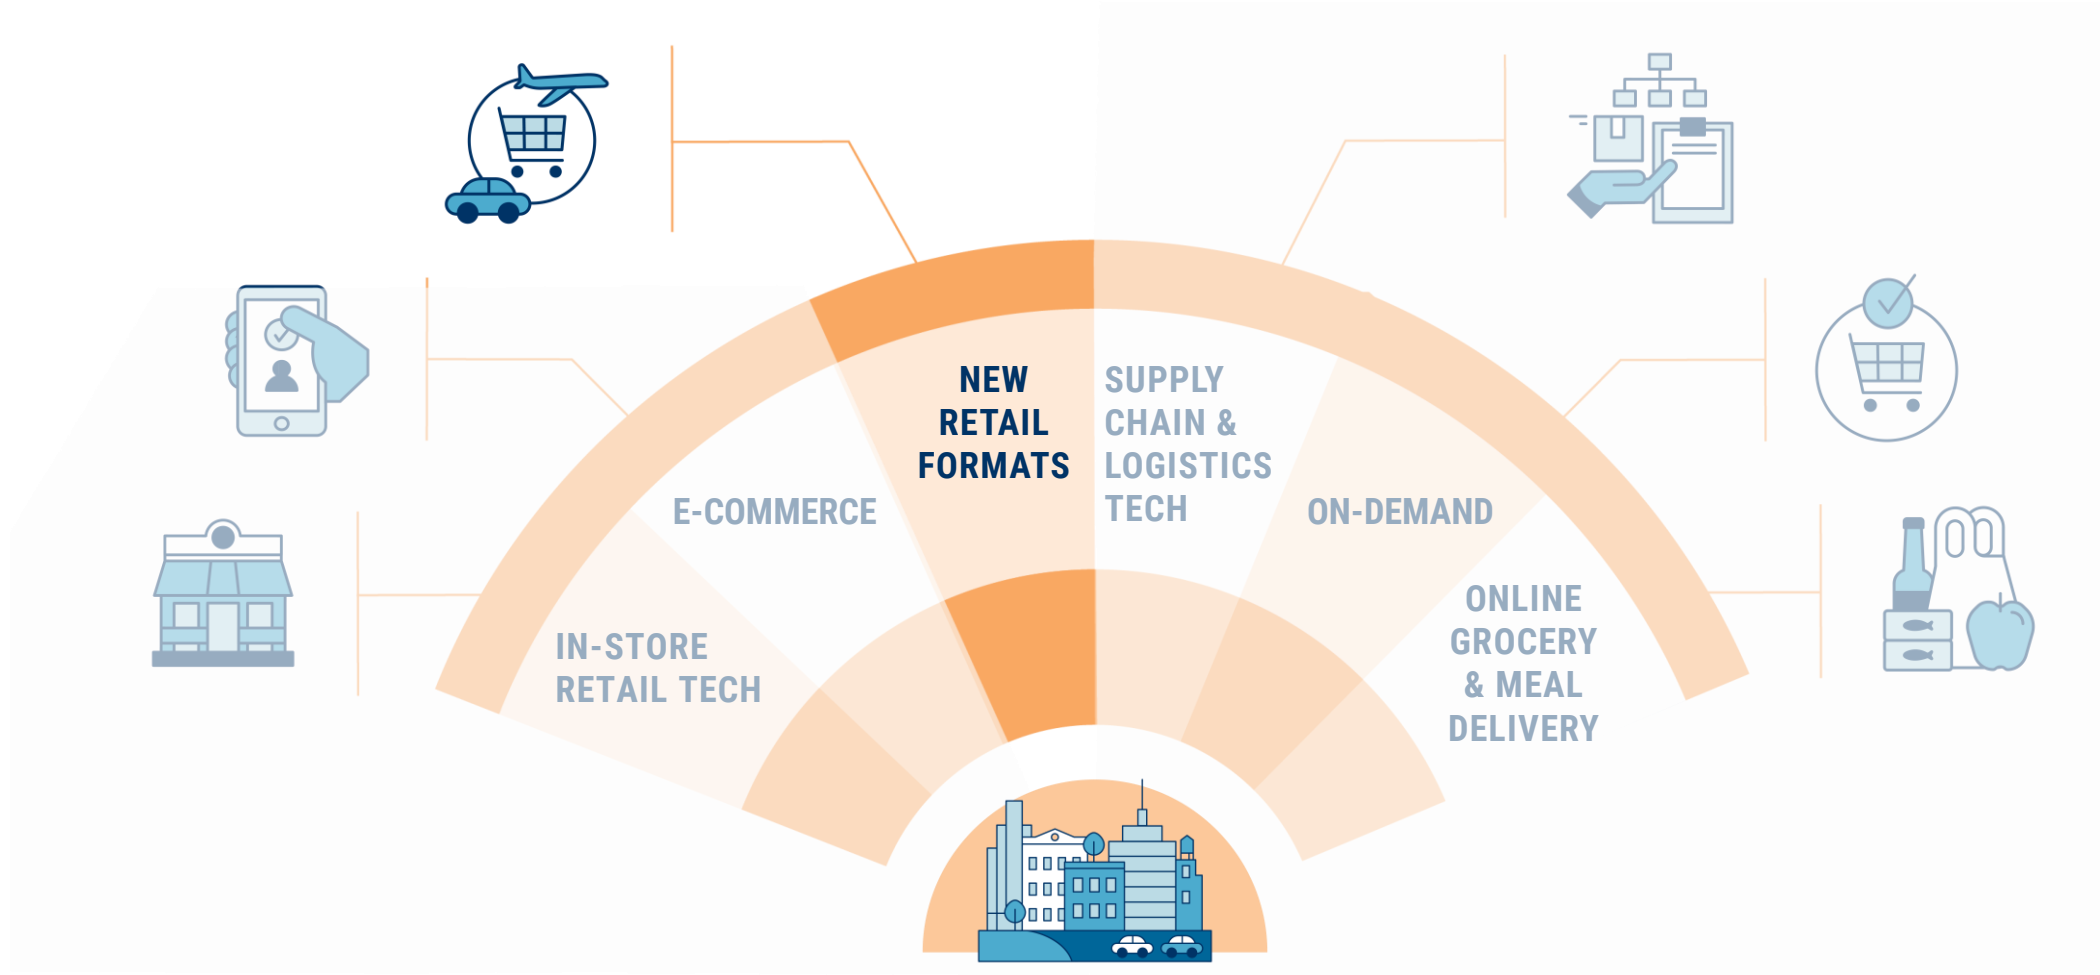 NEW
RETAIL
FORMATS
SUPPLY
CHAIN &
LOGISTICS
TECH
E-COMMERCE
ON-DEMAND
IN-STORE
RETAIL TECH
ONLINE
GROCERY
& MEAL
DELIVERY